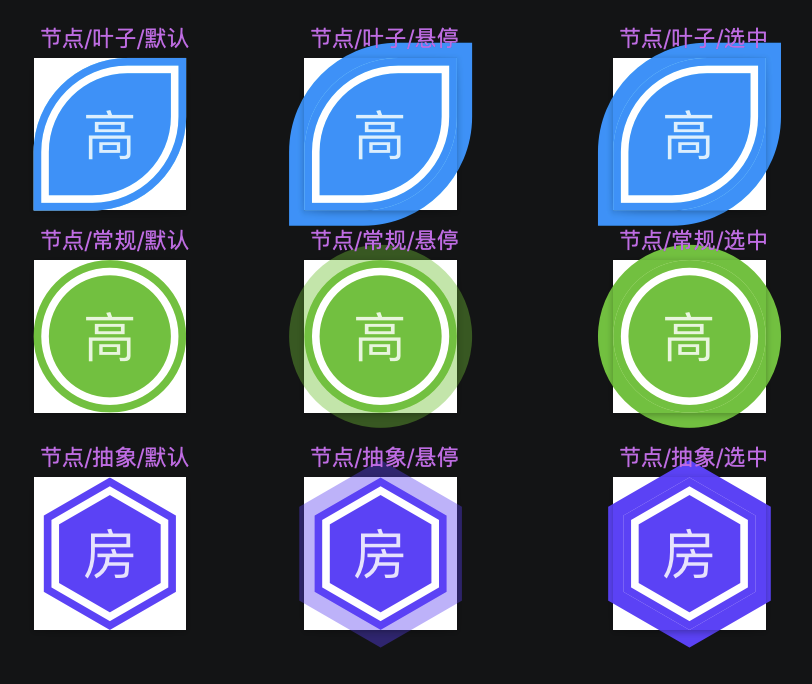 节点/叶子/默认 节点/叶子/悬停 节点/叶子/选中
高 高 高
节点/常规/默认 节点/常规/悬停 节点/常规/选中
高 高 高
节点/抽象/默认 节点/抽象/悬停 节点/抽象/选中
房 房 房